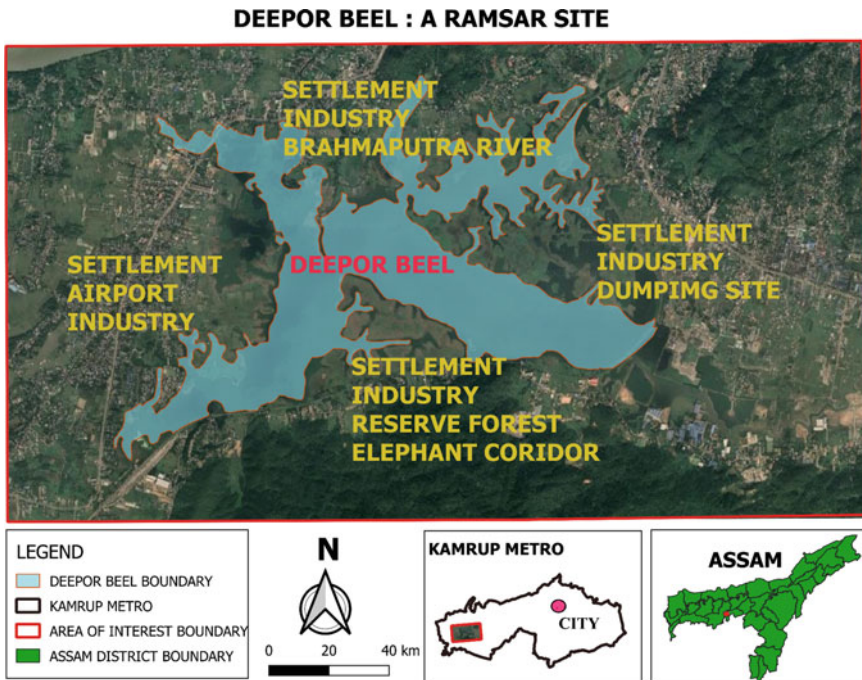 DEEPOR BEEL : A RAMSAR SITE
SETTLEMENT
INDUSTRY
BRAHMAPUTRA RIVER
SETTLEMENT
AIRPORT
INDUSTRY
DEEPOR BEEL
SETTLEMENT
INDUSTRY
DUMPIMG SITE
SETTLEMENT
INDUSTRY
RESERVE FOREST
ELEPHANT CORIDOR
LEGEND
DEEPOR BEEL BOUNDARY
KAMRUP METRO
AREA OF INTEREST BOUNDARY
ASSAM DISTRICT BOUNDARY
N
0 20 40 km
KAMRUP METRO
CITY
ASSAM